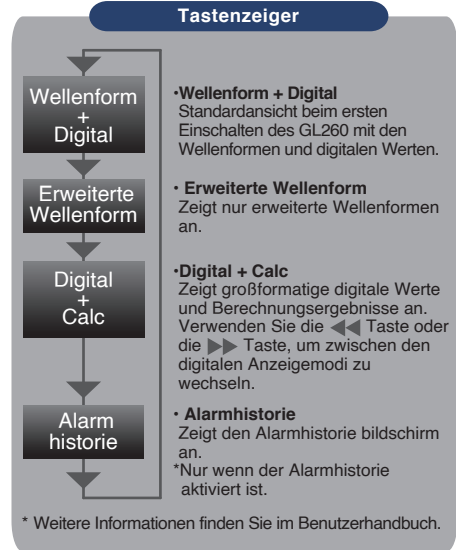 Tastenzeiger
Wellenform
+
Digital
·Wellenform + Digital
Standardansicht beim ersten
Einschalten des GL260 mit den
Wellenformen und digitalen Werten.
Erweiterte
Wellenform
· Erweiterte Wellenform
Zeigt nur erweiterte Wellenformen
an.
Digital
+
Calc
·Digital + Calc
Zeigt großformatige digitale Werte
und Berechnungsergebnisse an.
Verwenden Sie die ◀◀ Taste oder
die ▶▶ Taste, um zwischen den
digitalen Anzeigemodi zu
wechseln.
Alarm
historie
· Alarmhistorie
Zeigt den Alarmhistorie bildschirm
an.
*Nur wenn der Alarmhistorie
aktiviert ist.
* Weitere Informationen finden Sie im Benutzerhandbuch.